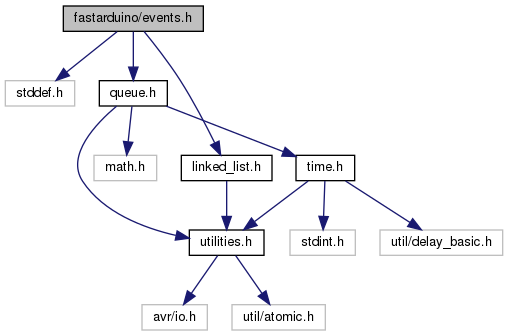 fastarduino/events.h
stddef.h
queue.h
math.h
linked_list.h
time.h
utilities.h
stdint.h
util/delay_basic.h
avr/io.h
util/atomic.h